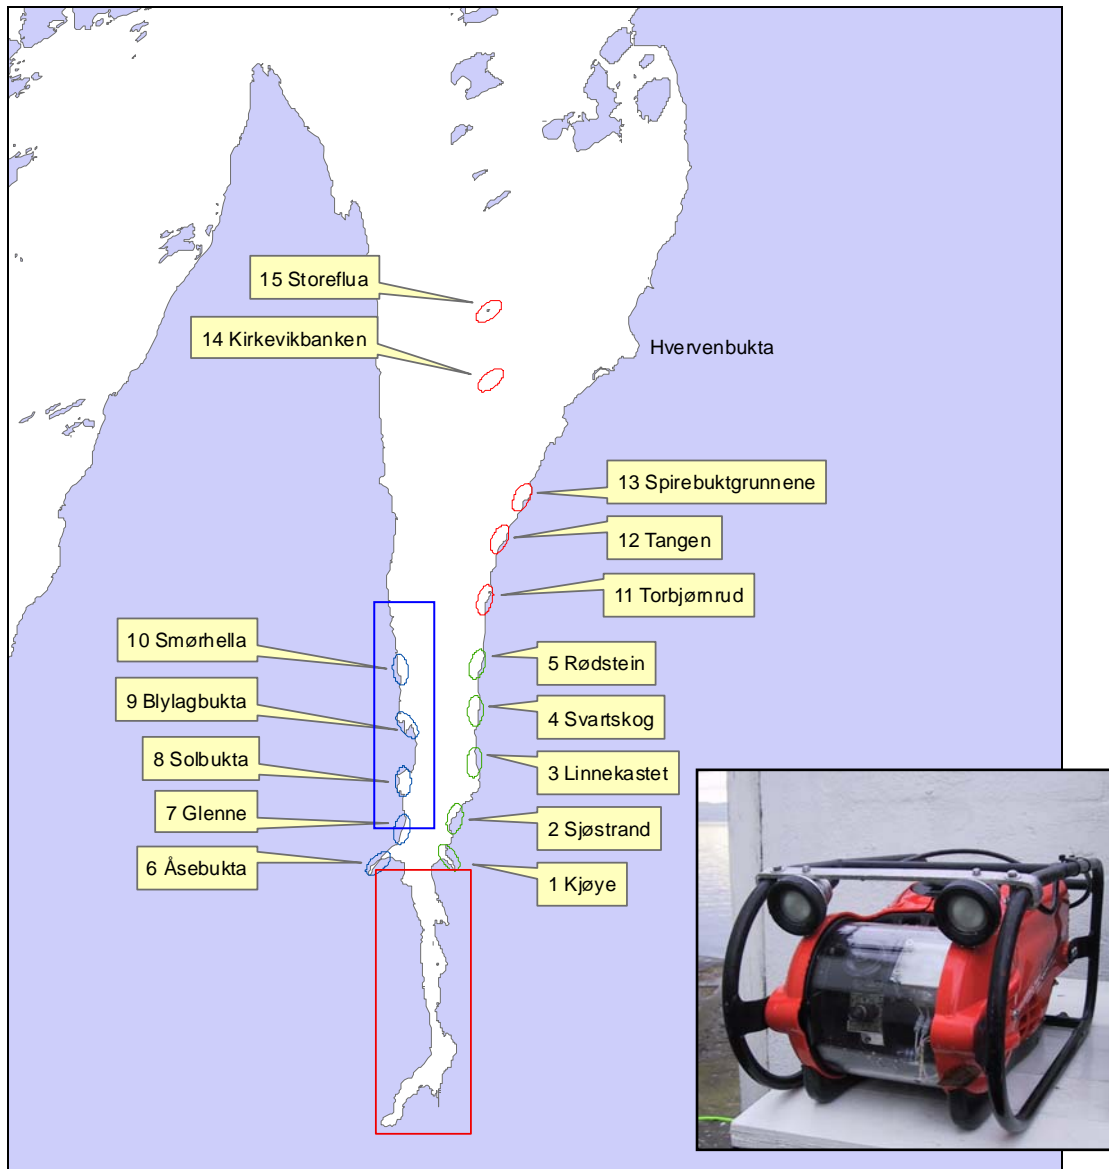 15 Storeflua
14 Kirkevikbanken
Hvervenbukta
13 Spirebuktgrunnene
12 Tangen
11 Torbjørnrud
10 Smørhella
5 Rødstein
9 Blylagbukta
4 Svartskog
8 Solbukta
3 Linnekastet
7 Glenne
2 Sjøstrand
6 Åsebukta
1 Kjøye